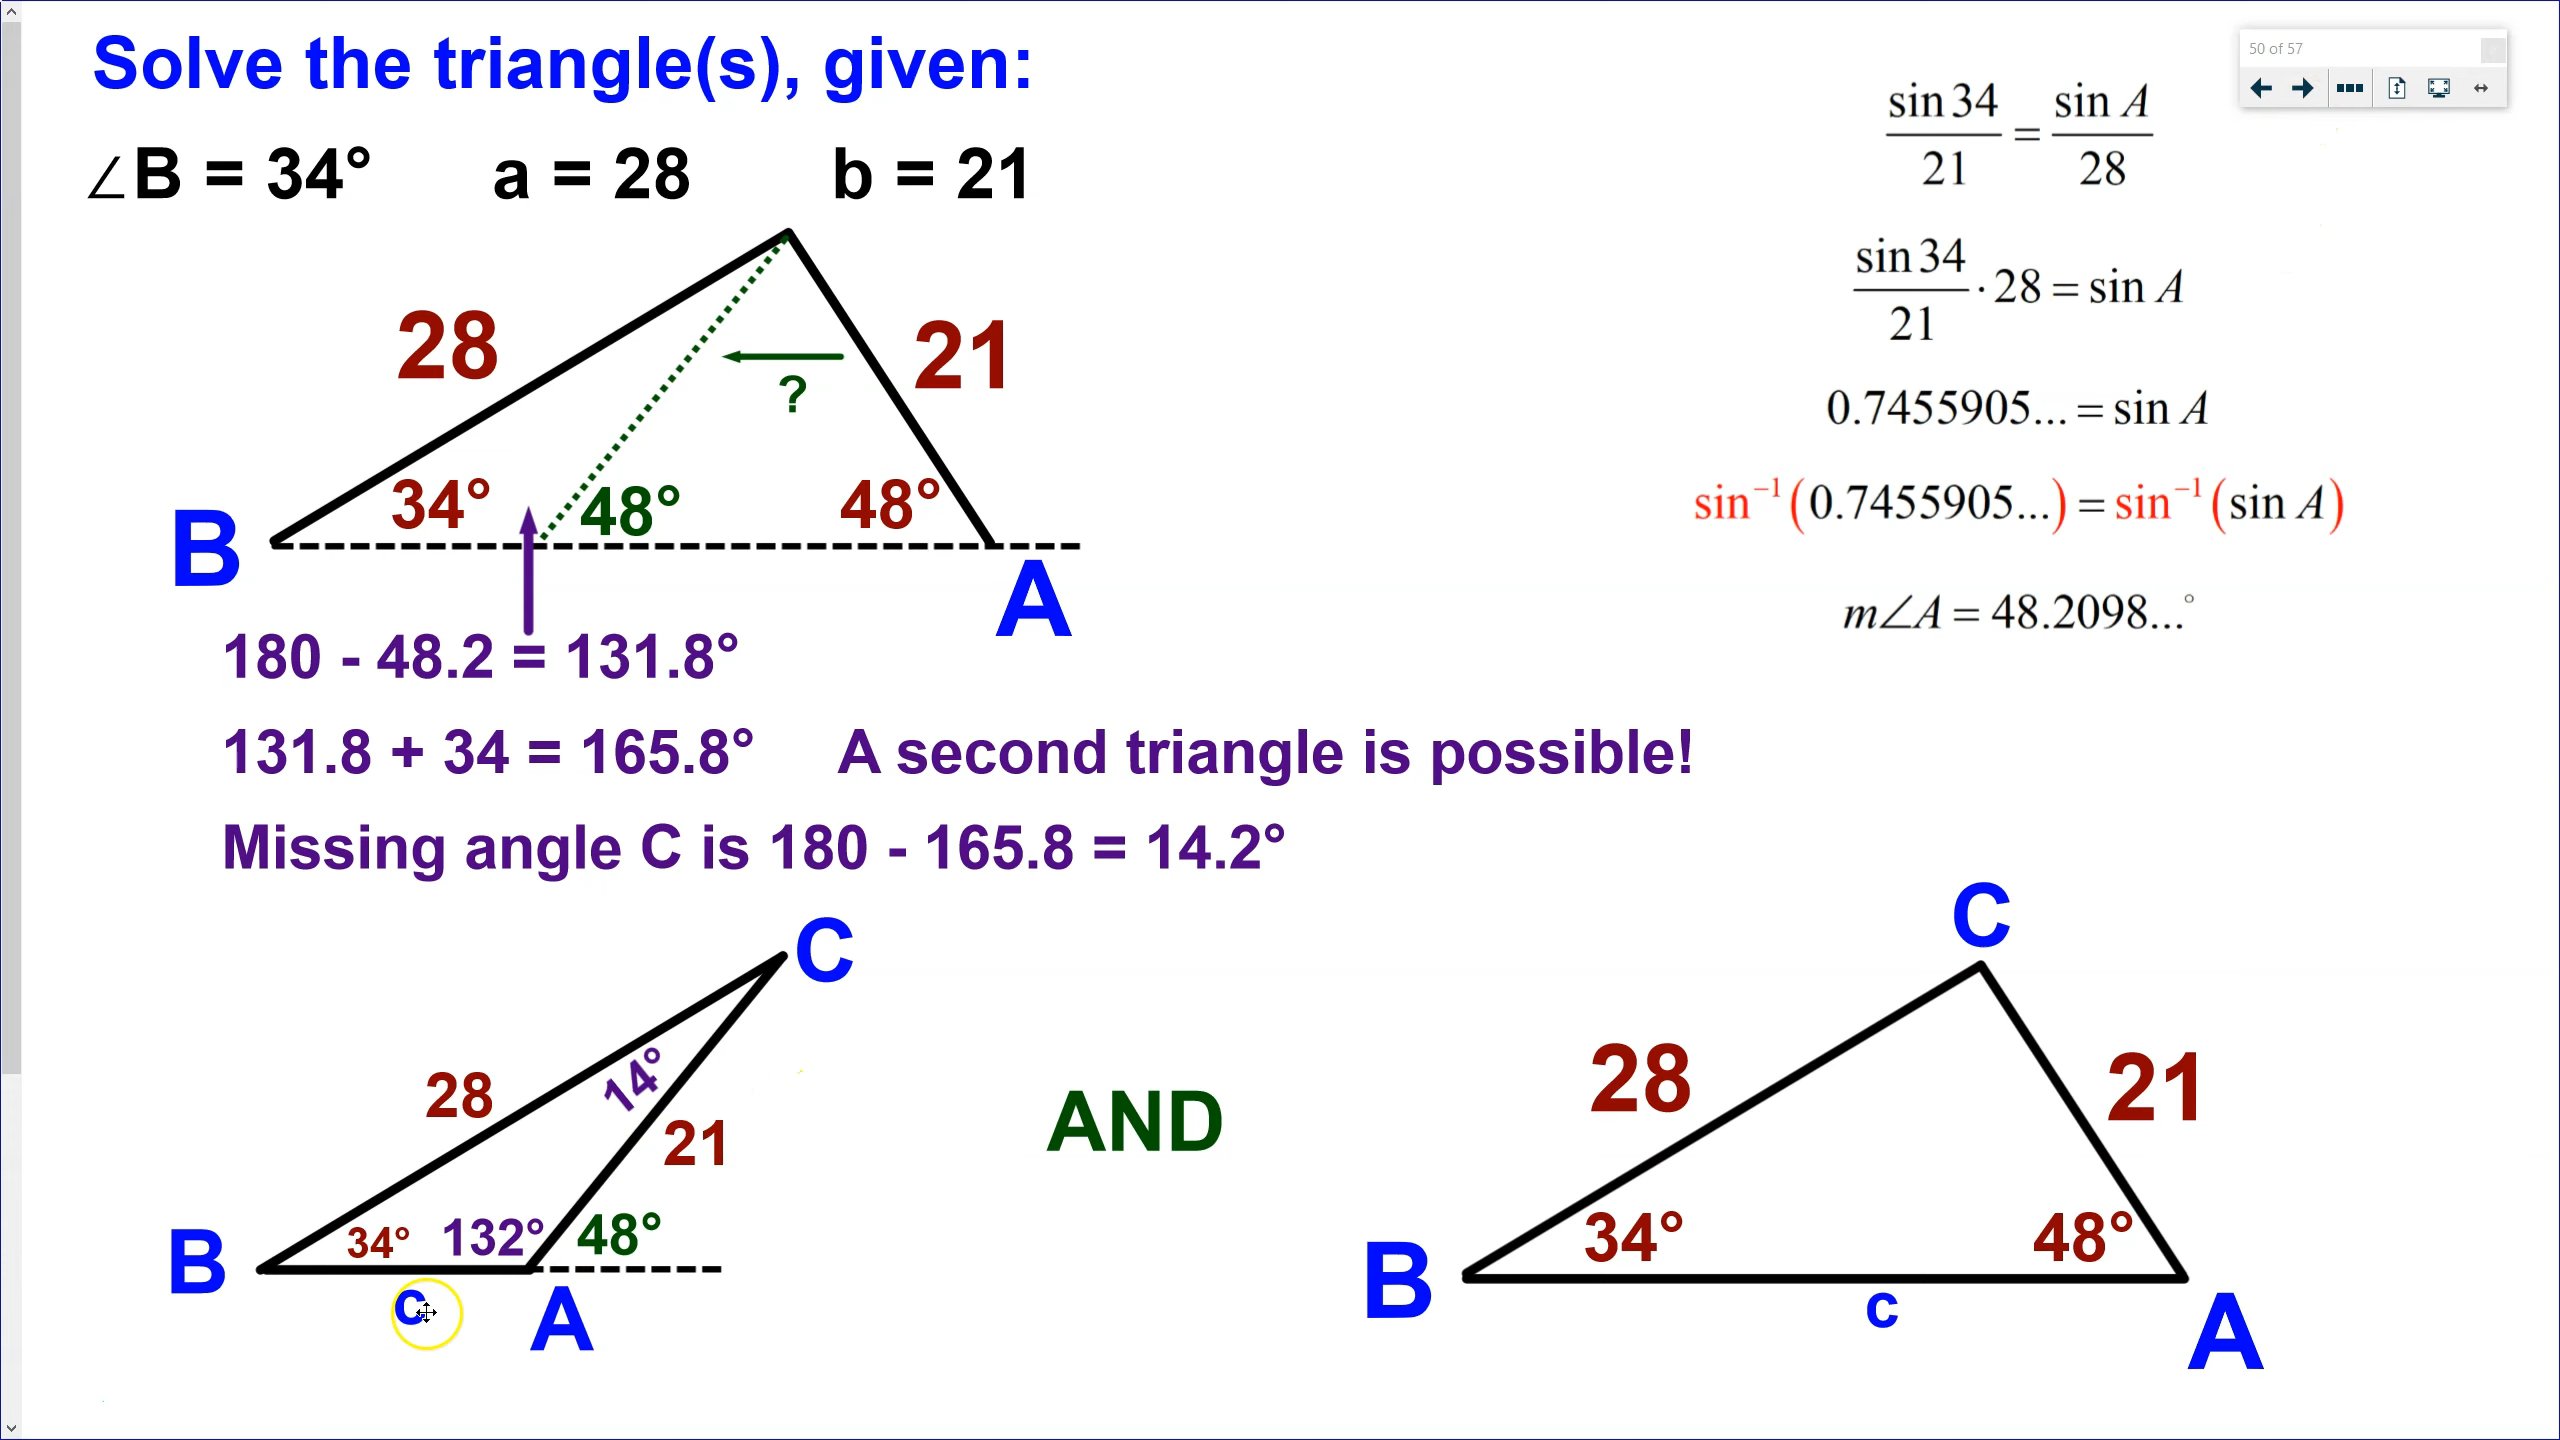 Solve the triangle(s), given:
50 of 57
∠B = 34° a = 28 b = 21
sin 34 / 21 = sin A / 28
sin 34 / 21 · 28 = sin A
0.7455905... = sin A
sin⁻¹(0.7455905...) = sin⁻¹(sin A)
m∠A = 48.2098...°
28
21
?
34° 48° 48°
B
A
180 - 48.2 = 131.8°
131.8 + 34 = 165.8° A second triangle is possible!
Missing angle C is 180 - 165.8 = 14.2°
C
28
14°
21
34° 132° 48°
B
c
A
AND
C
28
21
34° 48°
B
c
A